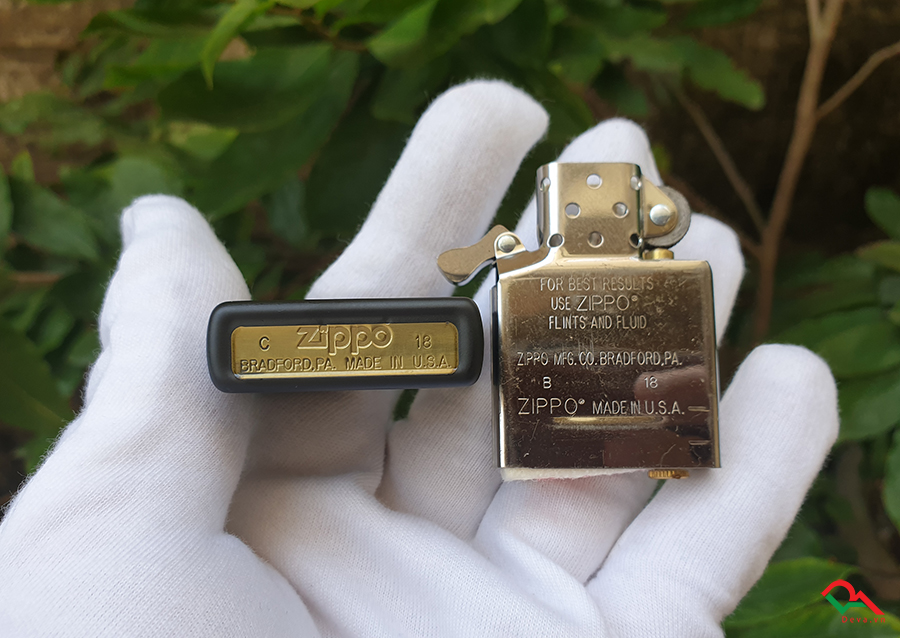 C zippo 18
BRADFORD,PA. MADE IN U.S.A.
FOR BEST RESULTS
USE ZIPPO®
FLINTS AND FLUID
ZIPPO MFG.CO. BRADFORD,PA.
B 18
ZIPPO® MADE IN U.S.A.